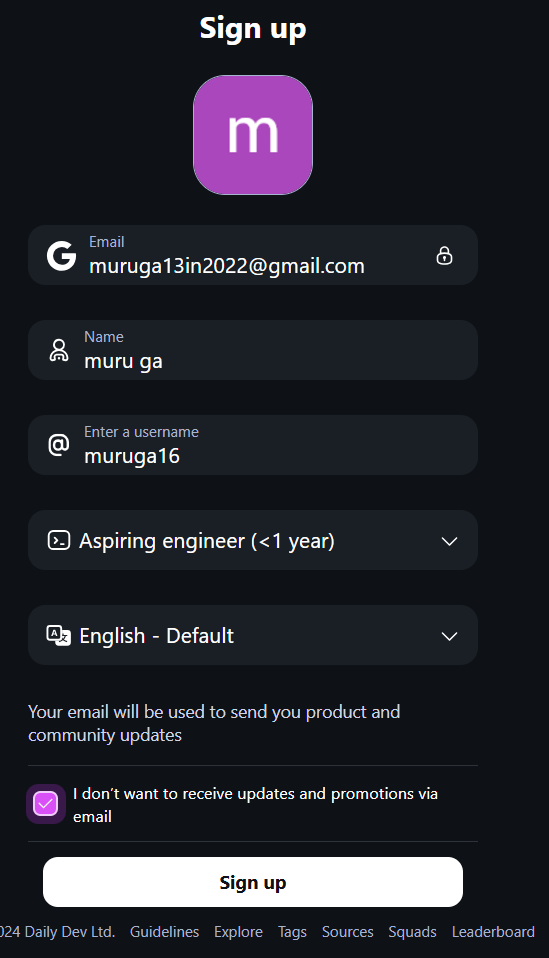 Sign up
m
Email
muruga13in2022@gmail.com
Name
muru ga
Enter a username
muruga16
Aspiring engineer (<1 year)
English - Default
Your email will be used to send you product and
community updates
I don’t want to receive updates and promotions via
email
Sign up
024 Daily Dev Ltd. Guidelines Explore Tags Sources Squads Leaderboard